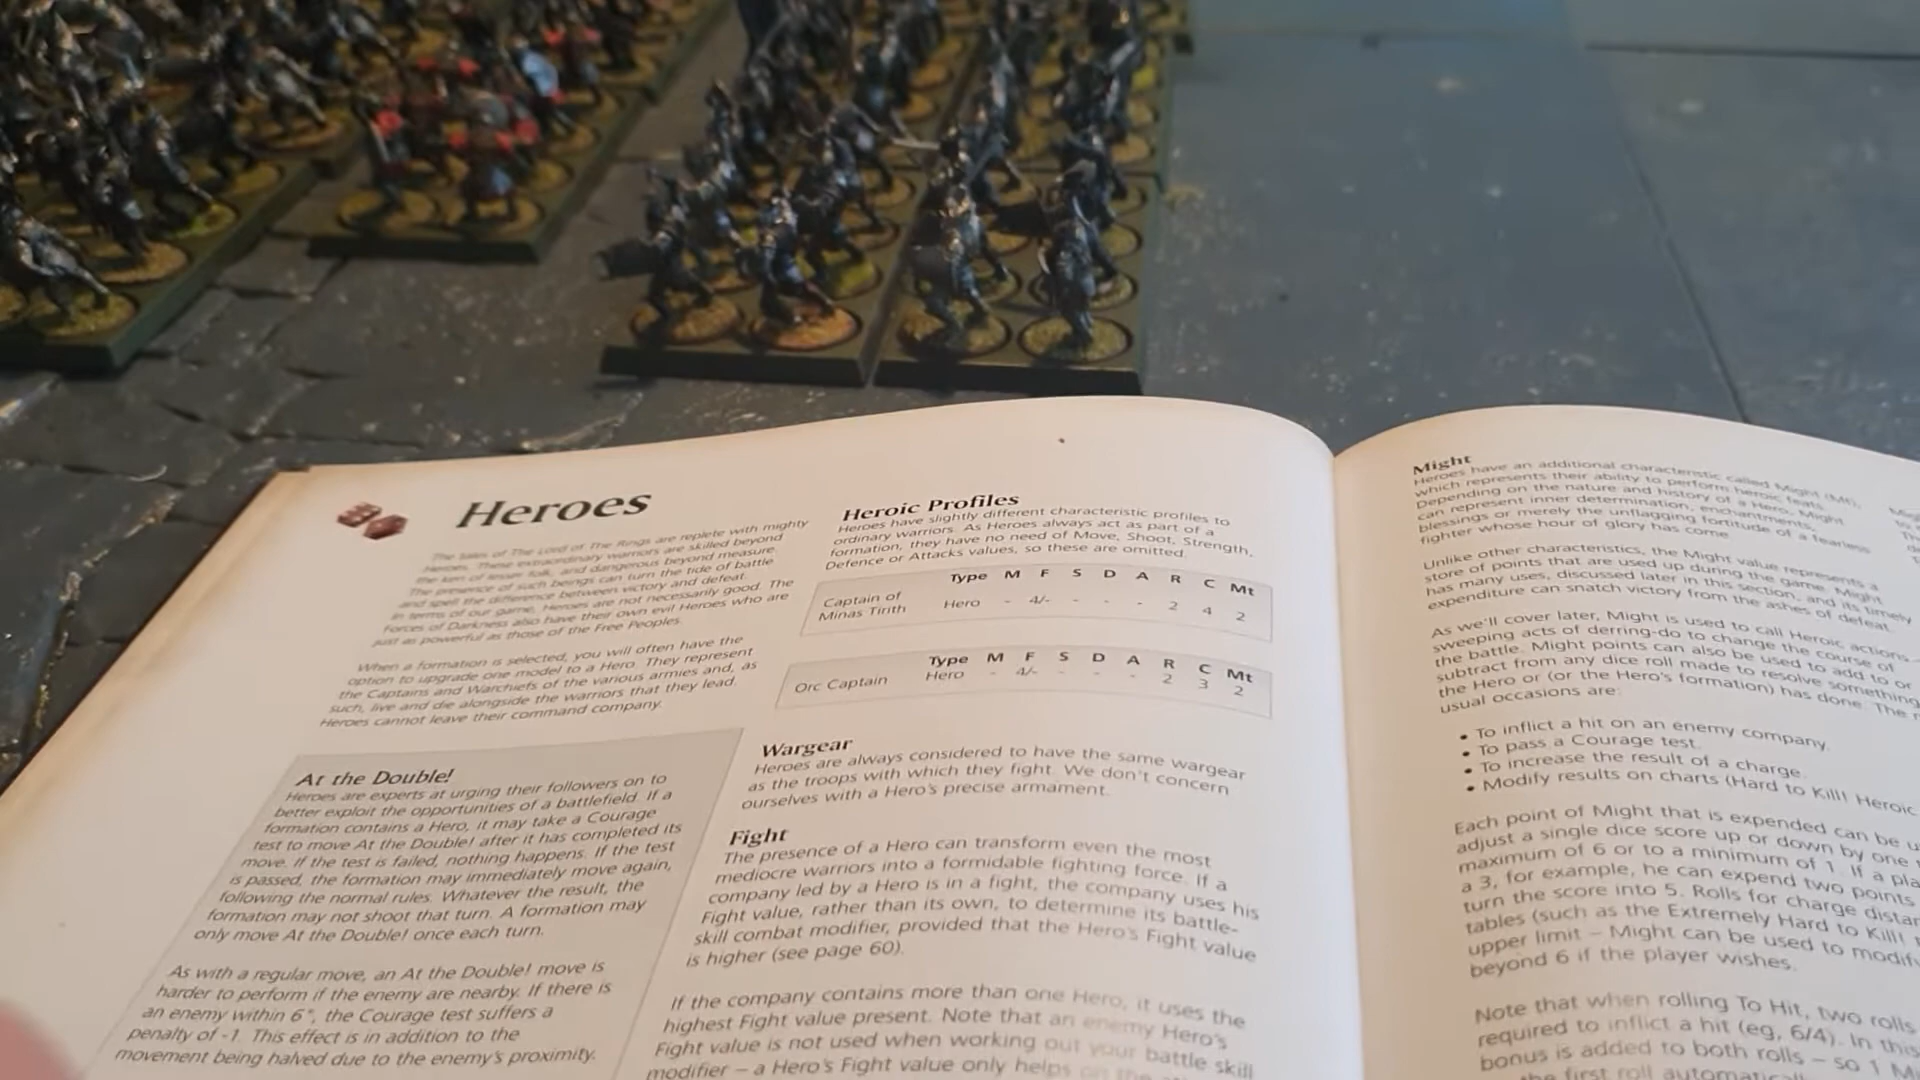 Heroes
The tales of The Lord of The Rings are replete with mighty
Heroes. These extraordinary warriors are skilled beyond
the ken of lesser folk, and dangerous beyond measure.
The presence of such beings can turn the tide of battle
and spell the difference between victory and defeat.
In terms of our game, Heroes are not necessarily good. The
Forces of Darkness also have their own evil Heroes who are
just as powerful as those of the Free Peoples.
When a formation is selected, you will often have the
option to upgrade one model to a Hero. They represent
the Captains and Warchiefs of the various armies and, as
such, live and die alongside the warriors that they lead.
Heroes cannot leave their command company.
At the Double!
Heroes are experts at urging their followers on to
better exploit the opportunities of a battlefield. If a
formation contains a Hero, it may take a Courage
test to move At the Double! after it has completed its
move. If the test is failed, nothing happens. If the test
is passed, the formation may immediately move again,
following the normal rules. Whatever the result, the
formation may not shoot that turn. A formation may
only move At the Double! once each turn.
As with a regular move, an At the Double! move is
harder to perform if the enemy are nearby. If there is
an enemy within 6", the Courage test suffers a
penalty of -1. This effect is in addition to the
movement being halved due to the enemy's proximity.
Heroic Profiles
Heroes have slightly different characteristic profiles to
ordinary warriors. As Heroes always act as part of a
formation, they have no need of Move, Shoot, Strength,
Defence or Attacks values, so these are omitted.
Type M F S D A R C Mt
Captain of
Minas Tirith Hero - 4/- - - - 2 4 2
Type M F S D A R C Mt
Orc Captain Hero - 4/- - - - 2 3 2
Wargear
Heroes are always considered to have the same wargear
as the troops with which they fight. We don't concern
ourselves with a Hero's precise armament.
Fight
The presence of a Hero can transform even the most
mediocre warriors into a formidable fighting force. If a
company led by a Hero is in a fight, the company uses his
Fight value, rather than its own, to determine its battle-
skill combat modifier, provided that the Hero's Fight value
is higher (see page 60).
If the company contains more than one Hero, it uses the
highest Fight value present. Note that an enemy Hero's
Fight value is not used when working out your battle skill
modifier – a Hero's Fight value only helps on the
Might
Heroes have an additional characteristic called Might (Mt),
which represents their ability to perform heroic feats.
Depending on the nature and history of a Hero, Might
can represent inner determination, enchantments,
blessings or merely the unflagging fortitude of a fearless
fighter whose hour of glory has come.
Unlike other characteristics, the Might value represents a
store of points that are used up during the game. Might
has many uses, discussed later in this section, and its timely
expenditure can snatch victory from the ashes of defeat.
As we'll cover later, Might is used to call Heroic actions –
sweeping acts of derring-do to change the course of
the battle. Might points can also be used to add to or
subtract from any dice roll made to resolve something
the Hero or (or the Hero's formation) has done. The
usual occasions are:
• To inflict a hit on an enemy company.
• To pass a Courage test.
• To increase the result of a charge.
• Modify results on charts (Hard to Kill! Heroic
Each point of Might that is expended can be
adjust a single dice score up or down by one
maximum of 6 or to a minimum of 1. If a
a 3, for example, he can expend two points
turn the score into 5. Rolls for charge
tables (such as the Extremely Hard to Kill!
upper limit – Might can be used to
beyond 6 if the player wishes.
Note that when rolling To Hit, two rolls
required to inflict a hit (eg, 6/4). In this
bonus is added to both rolls – so 1
the first roll